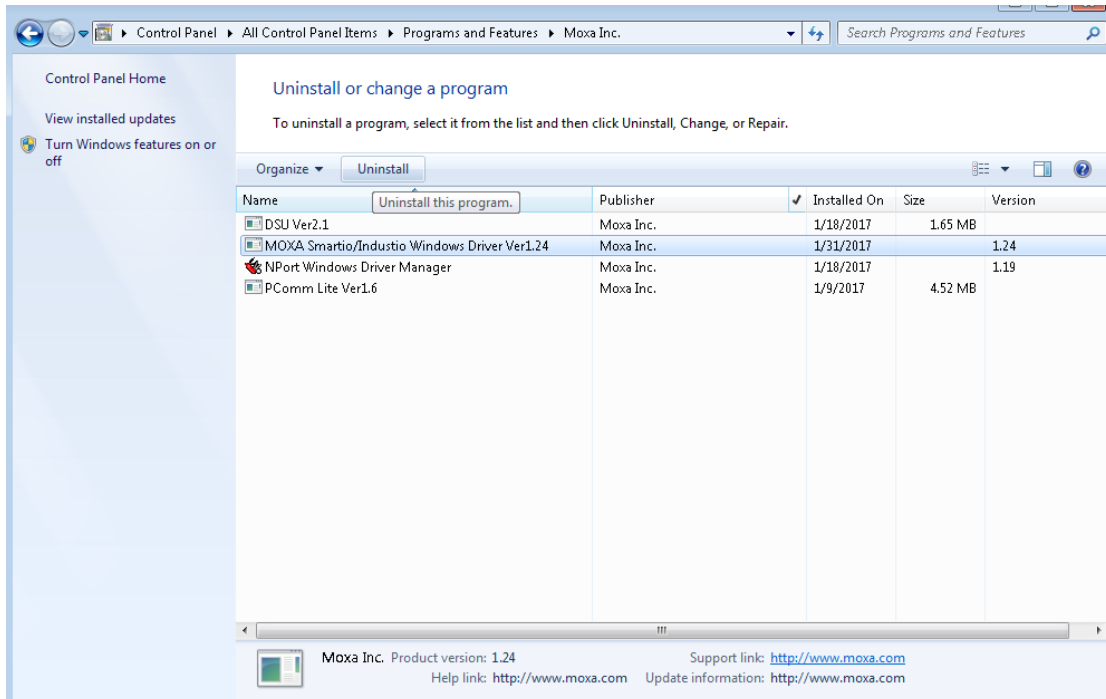 Control Panel All Control Panel Items Programs and Features Moxa Inc. Search Programs and Features
Control Panel Home
View installed updates
Turn Windows features on or
off
Uninstall or change a program
To uninstall a program, select it from the list and then click Uninstall, Change, or Repair.
Organize Uninstall
Name Publisher Installed On Size Version
Uninstall this program.
DSU Ver2.1 Moxa Inc. 1/18/2017 1.65 MB
MOXA Smartio/Industio Windows Driver Ver1.24 Moxa Inc. 1/31/2017 1.24
NPort Windows Driver Manager Moxa Inc. 1/18/2017 1.19
PComm Lite Ver1.6 Moxa Inc. 1/9/2017 4.52 MB
Moxa Inc. Product version: 1.24 Support link: http://www.moxa.com
Help link: http://www.moxa.com Update information: http://www.moxa.com